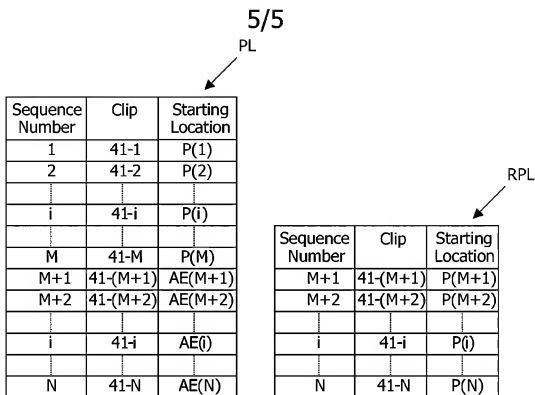 5/5
PL
Sequence Number Clip Starting Location
1 41-1 P(1)
2 41-2 P(2)
i 41-i P(i)
M 41-M P(M)
M+1 41-(M+1) AE(M+1)
M+2 41-(M+2) AE(M+2)
i 41-i AE(i)
N 41-N AE(N)
RPL
Sequence Number Clip Starting Location
M+1 41-(M+1) P(M+1)
M+2 41-(M+2) P(M+2)
i 41-i P(i)
N 41-N P(N)